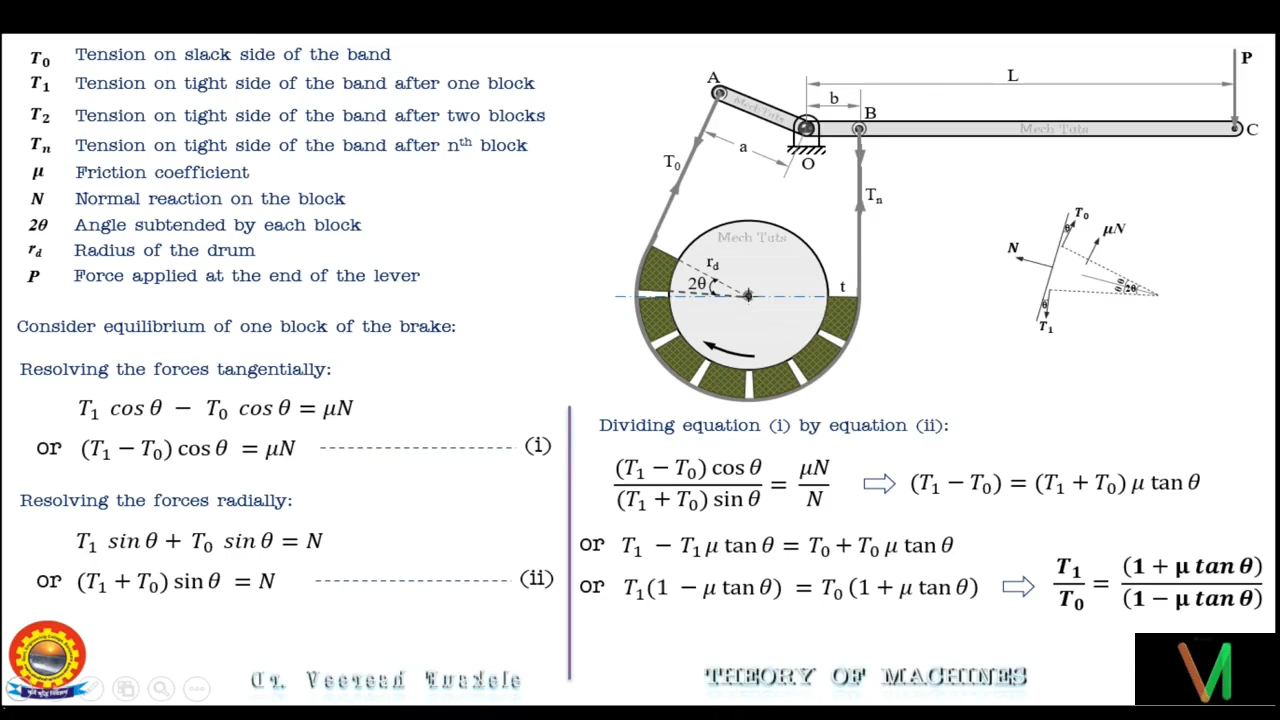 T₀ Tension on slack side of the band
T₁ Tension on tight side of the band after one block
T₂ Tension on tight side of the band after two blocks
Tₙ Tension on tight side of the band after nᵗʰ block
μ Friction coefficient
N Normal reaction on the block
2θ Angle subtended by each block
r_d Radius of the drum
P Force applied at the end of the lever
Consider equilibrium of one block of the brake:
Resolving the forces tangentially:
T₁ cos θ − T₀ cos θ = μN
or (T₁ − T₀) cos θ = μN (i)
Resolving the forces radially:
T₁ sin θ + T₀ sin θ = N
or (T₁ + T₀) sin θ = N (ii)
A
L
P
b
B
Mech Tuts
Mech Tuts
C
a
O
T₀
Tₙ
Mech Tuts
r_d
2θ
t
T₀
θ
μN
N
θ
θ
2θ
θ
T₁
Dividing equation (i) by equation (ii):
(T₁ − T₀) cos θ / (T₁ + T₀) sin θ = μN / N ⇨ (T₁ − T₀) = (T₁ + T₀) μ tan θ
or T₁ − T₁ μ tan θ = T₀ + T₀ μ tan θ
or T₁(1 − μ tan θ) = T₀ (1 + μ tan θ) ⇨ T₁ / T₀ = (1 + μ tan θ) / (1 − μ tan θ)
THEORY OF MACHINES